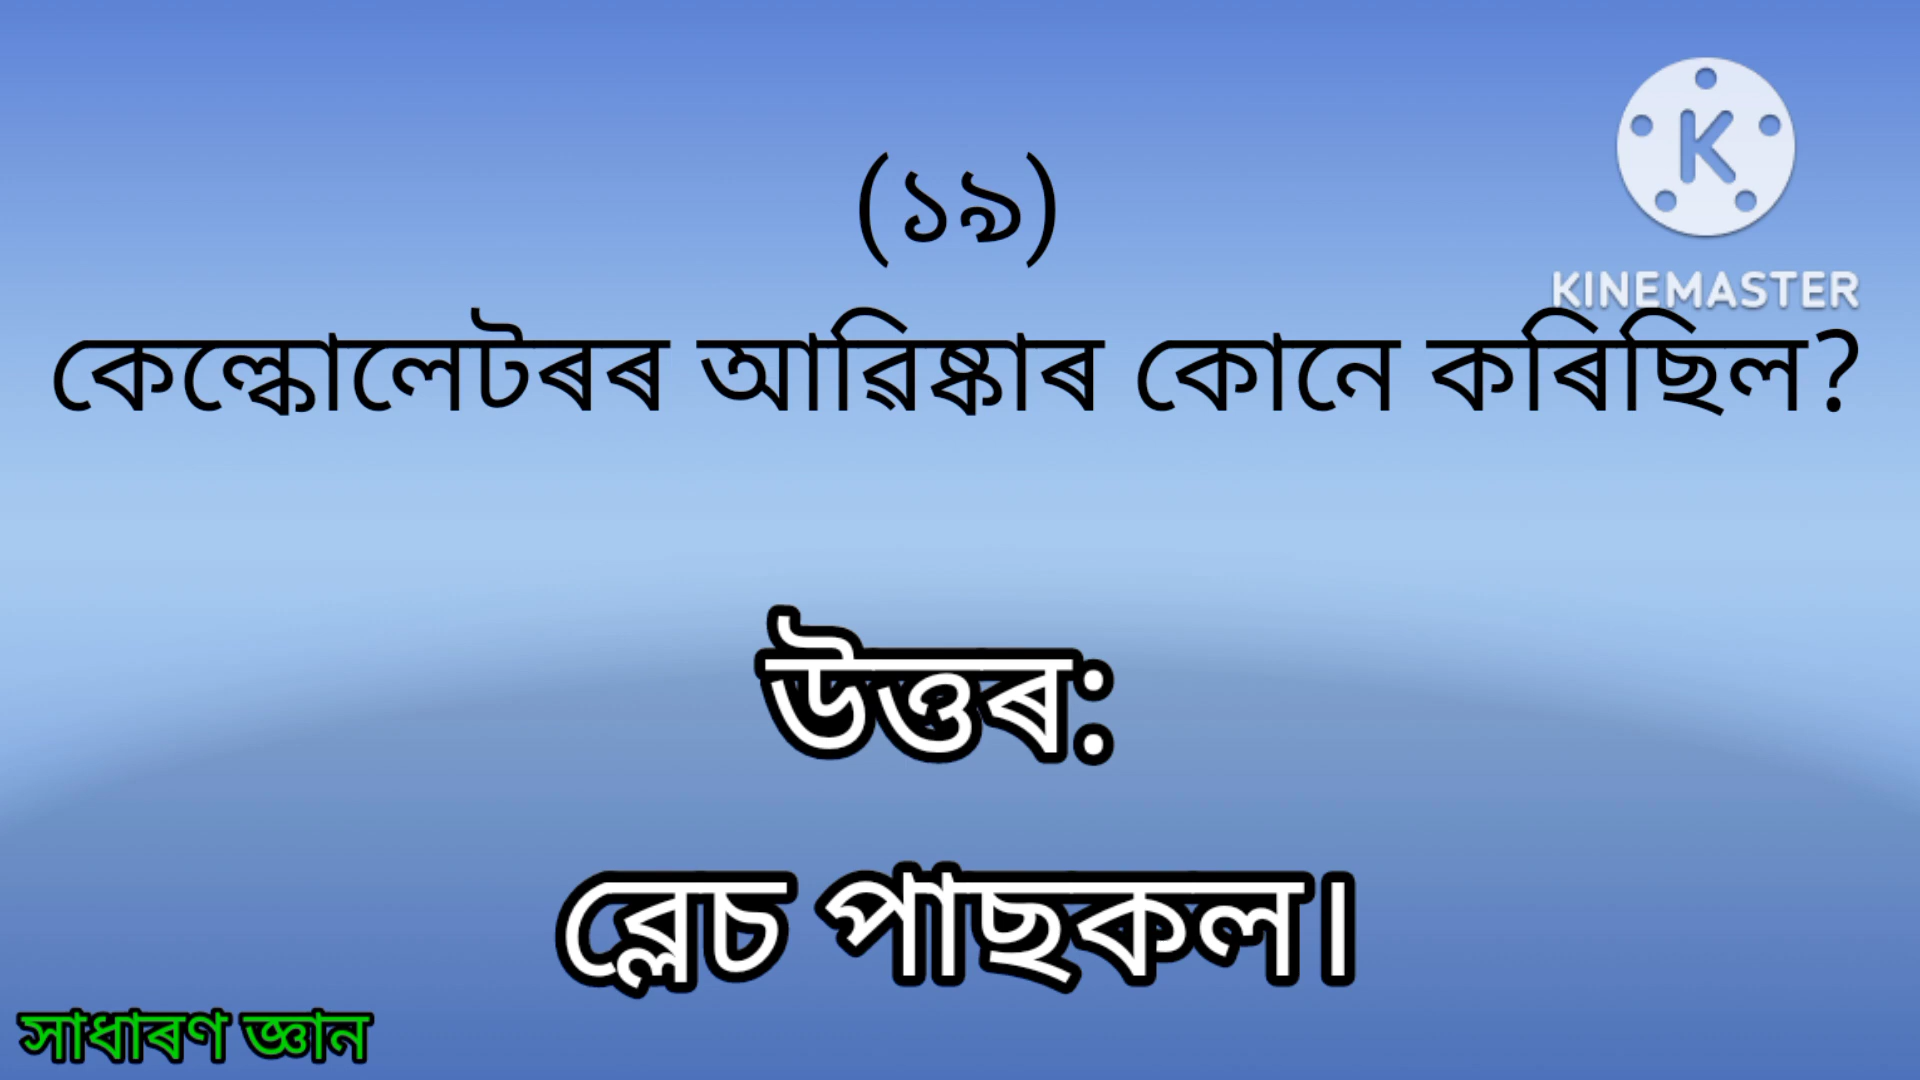 (১৯)
KINEMASTER
কেল্কোলেটৰৰ আৱিষ্কাৰ কোনে কৰিছিল?
উত্তৰ:
ব্লেচ পাছকল।
সাধাৰণ জ্ঞান